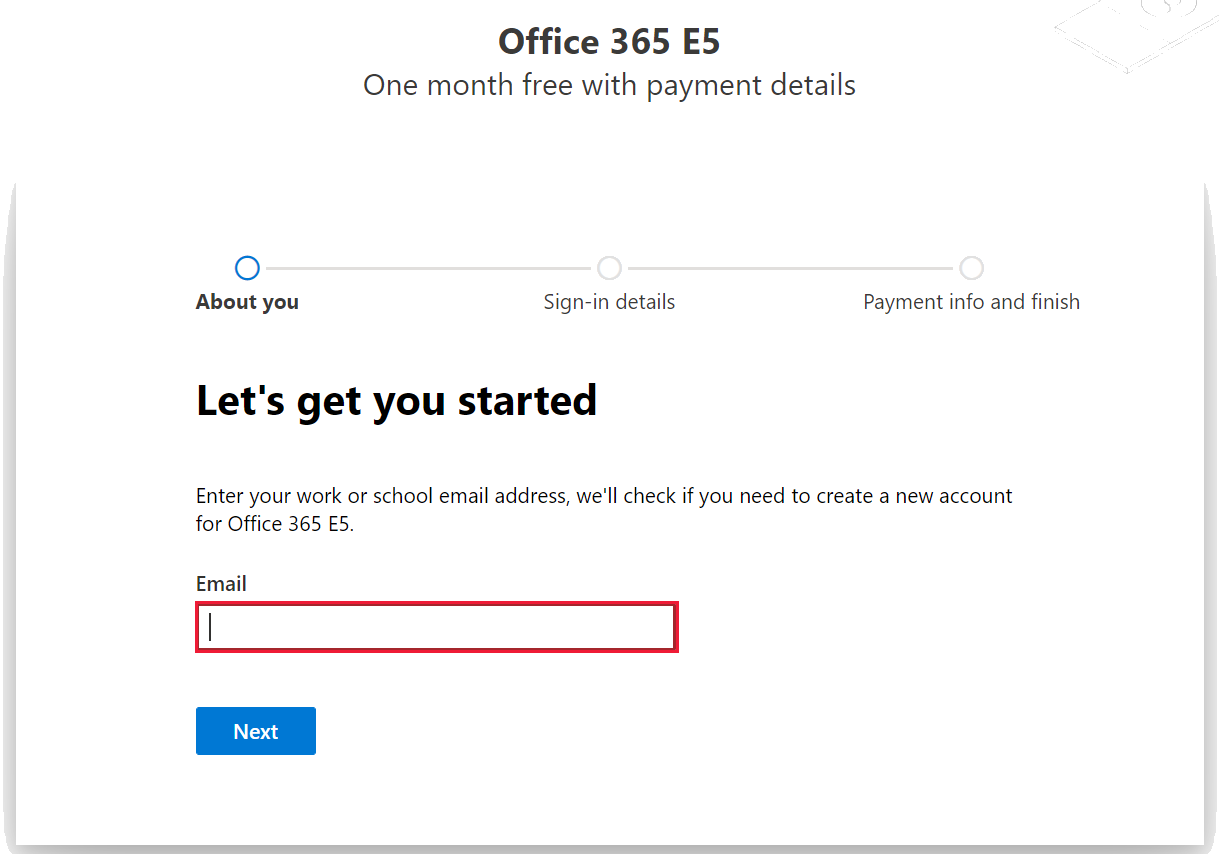 Office 365 E5
One month free with payment details
About you
Sign-in details
Payment info and finish
Let's get you started
Enter your work or school email address, we'll check if you need to create a new account
for Office 365 E5.
Email
Next